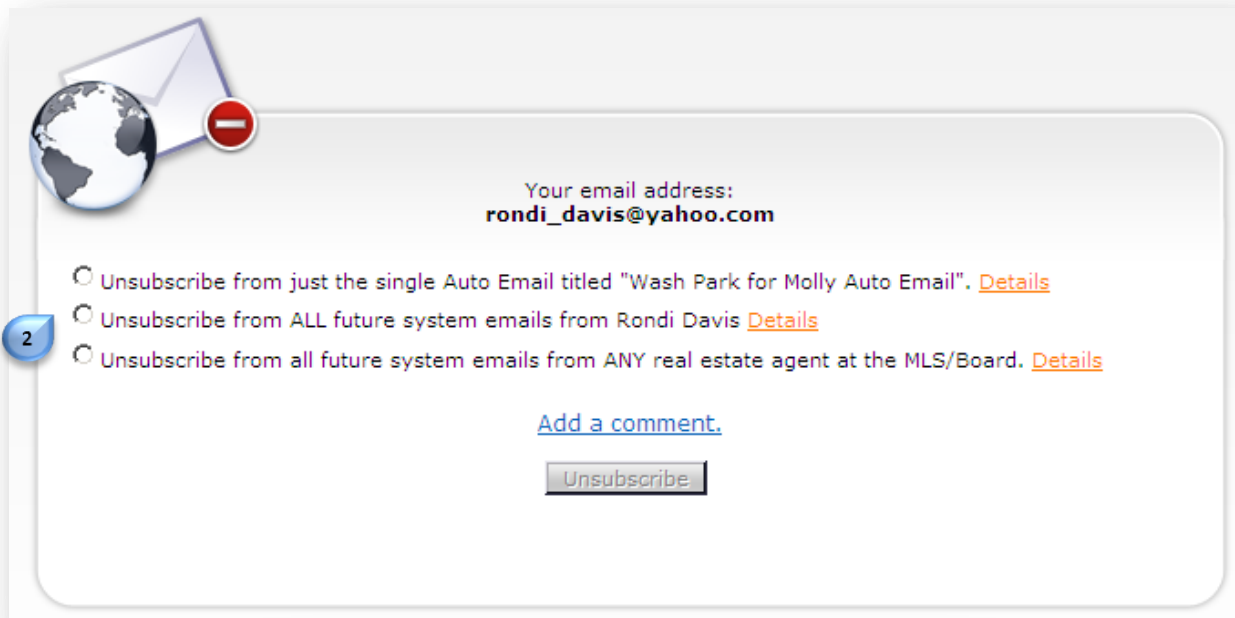 Your email address:
rondi_davis@yahoo.com
Unsubscribe from just the single Auto Email titled "Wash Park for Molly Auto Email". Details
Unsubscribe from ALL future system emails from Rondi Davis Details
2
Unsubscribe from all future system emails from ANY real estate agent at the MLS/Board. Details
Add a comment.
Unsubscribe